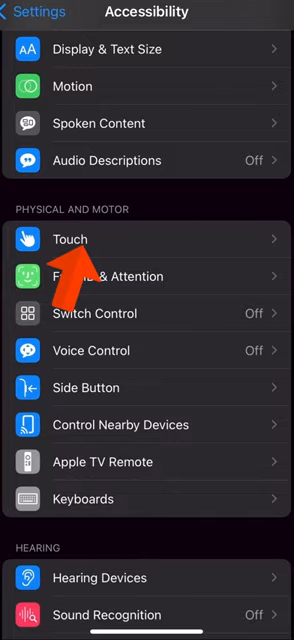 Settings
Accessibility
Display & Text Size
Motion
Spoken Content
Audio Descriptions Off
PHYSICAL AND MOTOR
Touch
& Attention
Switch Control Off
Voice Control Off
Side Button
Control Nearby Devices
Apple TV Remote
Keyboards
HEARING
Hearing Devices
Sound Recognition Off